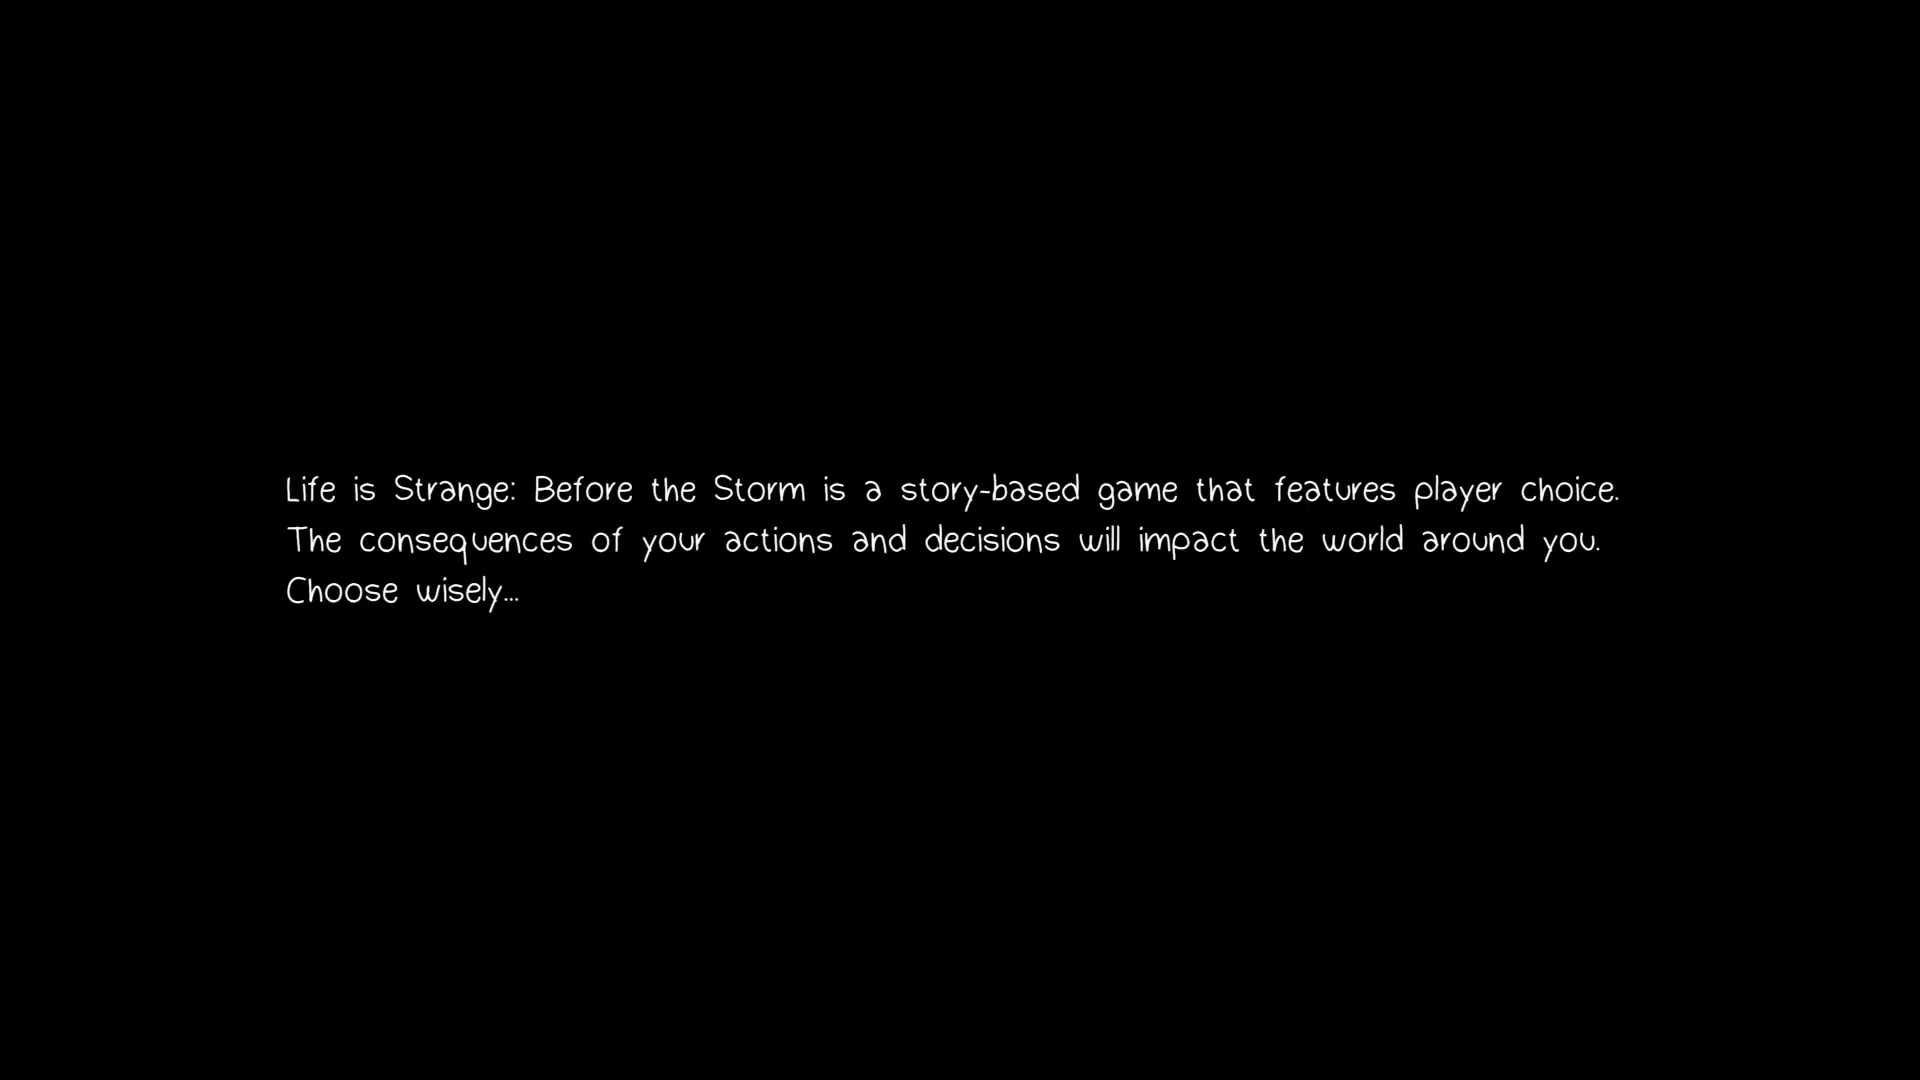 Life is Strange: Before the Storm is a story-based game that features player choice.
The consequences of your actions and decisions will impact the world around you.
Choose wisely...